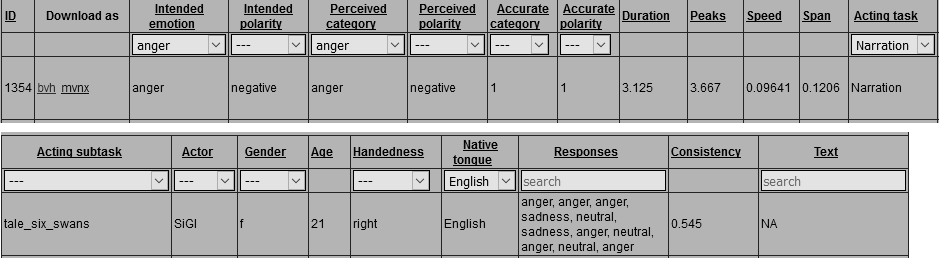 ID Download as Intended emotion Intended polarity Perceived category Perceived polarity Accurate category Accurate polarity Duration Peaks Speed Span Acting task
anger --- anger --- --- --- Narration
1354 bvh mvnx anger negative anger negative 1 1 3.125 3.667 0.09641 0.1206 Narration
Acting subtask Actor Gender Age Handedness Native tongue Responses Consistency Text
--- --- --- --- English search search
tale_six_swans SiGl f 21 right English anger, anger, anger, sadness, neutral, sadness, anger, neutral, anger, neutral, anger 0.545 NA